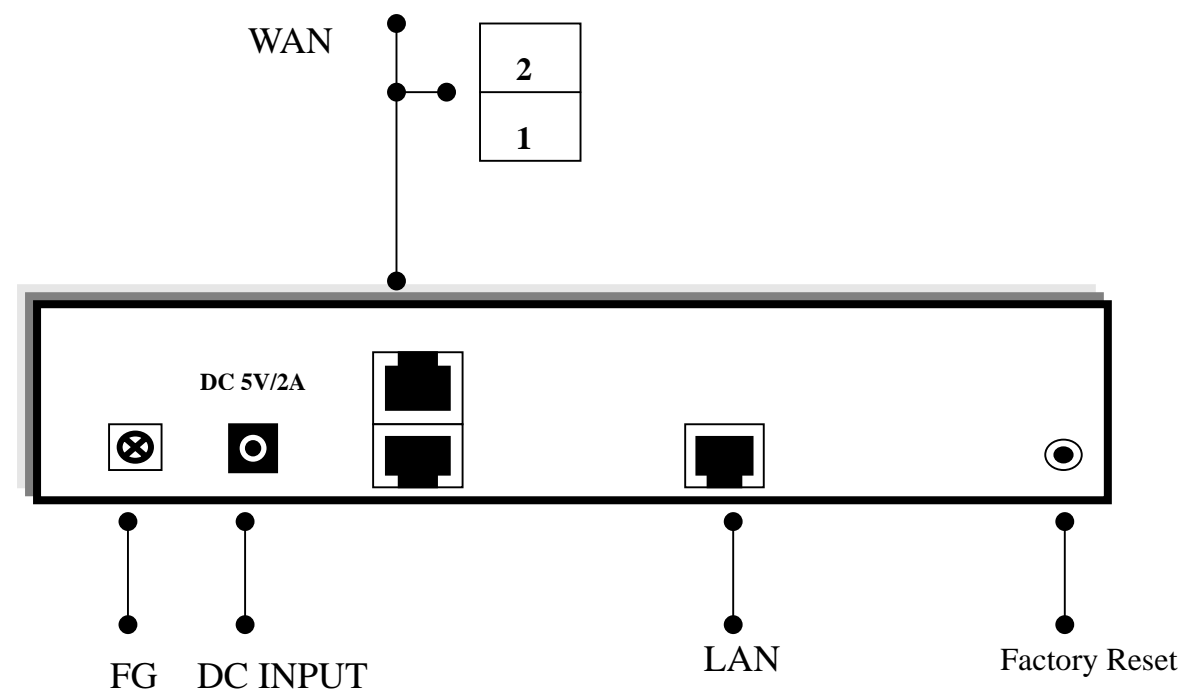 WAN
2
1
DC 5V/2A
FG
DC INPUT
LAN
Factory Reset